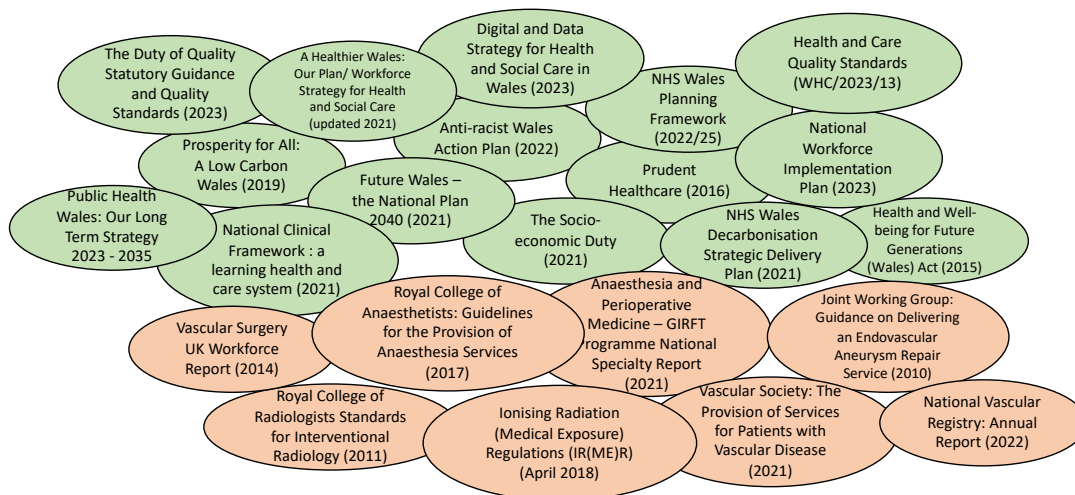 The Duty of Quality
Statutory Guidance
and Quality
Standards (2023)
A Healthier Wales:
Our Plan/ Workforce
Strategy for Health
and Social Care
(updated 2021)
Digital and Data
Strategy for Health
and Social Care in
Wales (2023)
NHS Wales
Planning
Framework
(2022/25)
Health and Care
Quality Standards
(WHC/2023/13)
Prosperity for All:
A Low Carbon
Wales (2019)
Anti-racist Wales
Action Plan (2022)
Prudent
Healthcare (2016)
National
Workforce
Implementation
Plan (2023)
Public Health
Wales: Our Long
Term Strategy
2023 - 2035
National Clinical
Framework : a
learning health and
care system (2021)
Future Wales –
the National Plan
2040 (2021)
The Socio-
economic Duty
(2021)
NHS Wales
Decarbonisation
Strategic Delivery
Plan (2021)
Health and Well-
being for Future
Generations
(Wales) Act (2015)
Vascular Surgery
UK Workforce
Report (2014)
Royal College of
Anaesthetists: Guidelines
for the Provision of
Anaesthesia Services
(2017)
Anaesthesia and
Perioperative
Medicine – GIRFT
Programme National
Specialty Report
(2021)
Joint Working Group:
Guidance on Delivering
an Endovascular
Aneurysm Repair
Service (2010)
Royal College of
Radiologists Standards
for Interventional
Radiology (2011)
Ionising Radiation
(Medical Exposure)
Regulations (IR(ME)R)
(April 2018)
Vascular Society: The
Provision of Services
for Patients with
Vascular Disease
(2021)
National Vascular
Registry: Annual
Report (2022)